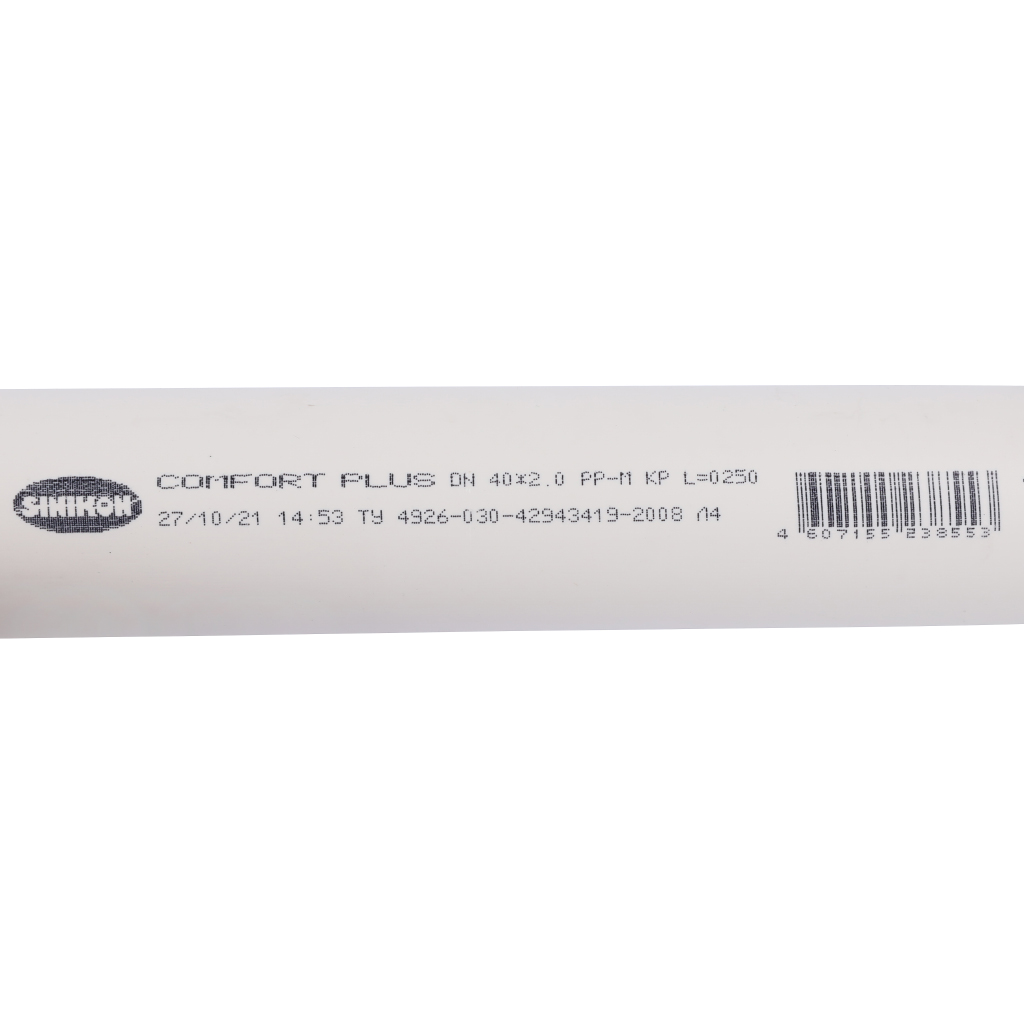 SINIKON
COMFORT PLUS DN 40*2.0 PP-M KP L=0250
27/10/21 14:53 ТУ 4926-030-42943419-2008 Л4
4 607155 238553